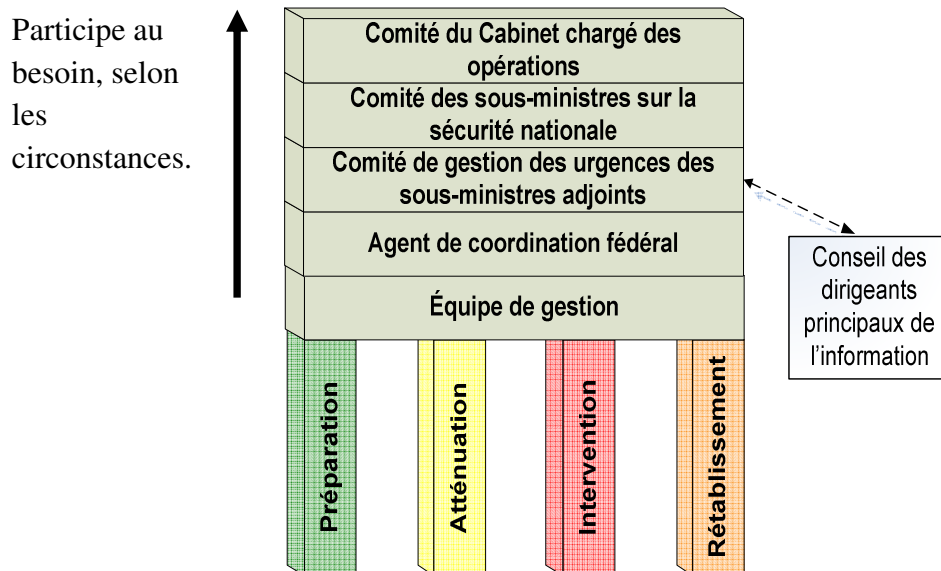 Participe au
besoin, selon
les
circonstances.
Comité du Cabinet chargé des
opérations
Comité des sous-ministres sur la
sécurité nationale
Comité de gestion des urgences des
sous-ministres adjoints
Agent de coordination fédéral
Équipe de gestion
Conseil des
dirigeants
principaux de
l'information
Préparation
Atténuation
Intervention
Rétablissement